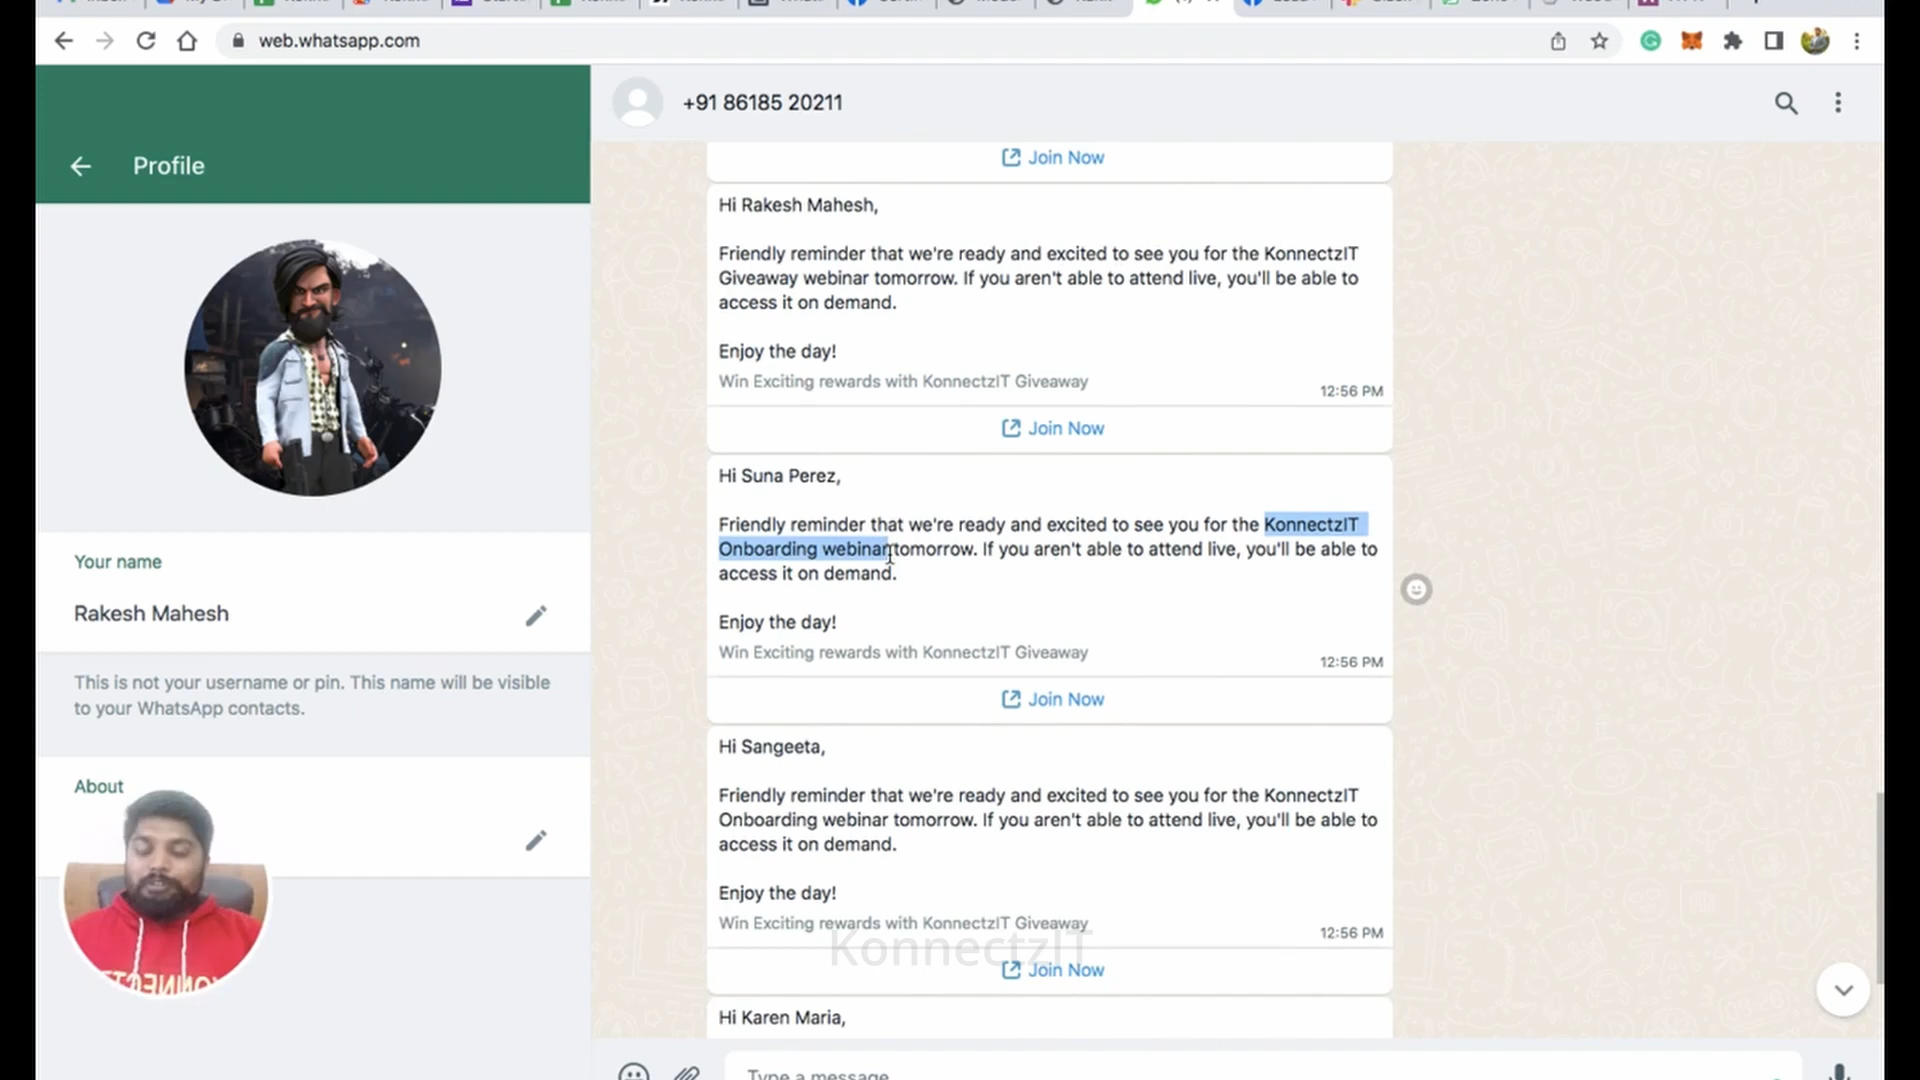 web.whatsapp.com
+91 86185 20211
Profile
Join Now
Hi Rakesh Mahesh,
Friendly reminder that we're ready and excited to see you for the KonnectzIT
Giveaway webinar tomorrow. If you aren't able to attend live, you'll be able to
access it on demand.
Enjoy the day!
Win Exciting rewards with KonnectzIT Giveaway
12:56 PM
Join Now
Hi Suna Perez,
Friendly reminder that we're ready and excited to see you for the KonnectzIT
Onboarding webinar tomorrow. If you aren't able to attend live, you'll be able to
access it on demand.
Enjoy the day!
Win Exciting rewards with KonnectzIT Giveaway
12:56 PM
Join Now
Hi Sangeeta,
Friendly reminder that we're ready and excited to see you for the KonnectzIT
Onboarding webinar tomorrow. If you aren't able to attend live, you'll be able to
access it on demand.
Enjoy the day!
Win Exciting rewards with KonnectzIT Giveaway
12:56 PM
KonnectzIT
Join Now
Hi Karen Maria,
Type a message
Your name
Rakesh Mahesh
This is not your username or pin. This name will be visible
to your WhatsApp contacts.
About